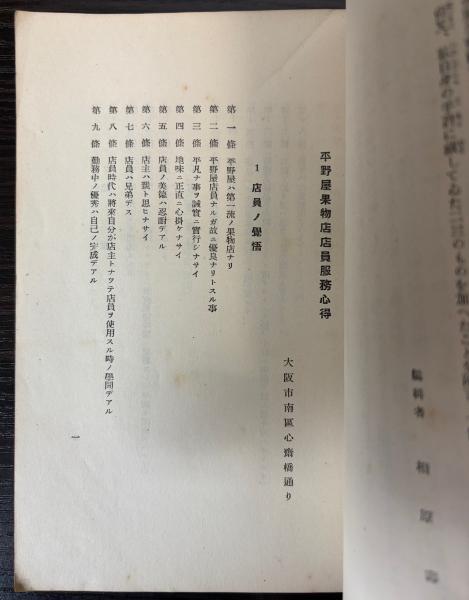 編輯者
平野屋果物店店員服務心得
大阪市南區心齋橋通り
1 店員ノ覺悟
第一條 平野屋ハ第一流ノ果物店ナリ
第二條 平野屋店員ナルガ故ニ優良ナリトスル事
第三條 平凡ナ事ヲ誠實ニ實行シナサイ
第四條 地味ニ正直ニ心掛ケナサイ
第五條 店員ノ美德ハ忍耐デアル
第六條 店主ハ親ト思ヒナサイ
第七條 店員ハ兄弟デス
第八條 店員時代ハ將來自分ガ店主トナツテ店員ヲ使用スル時ノ學問デアル
第九條 勤務中ノ優秀ハ自己ノ完成デアル
一